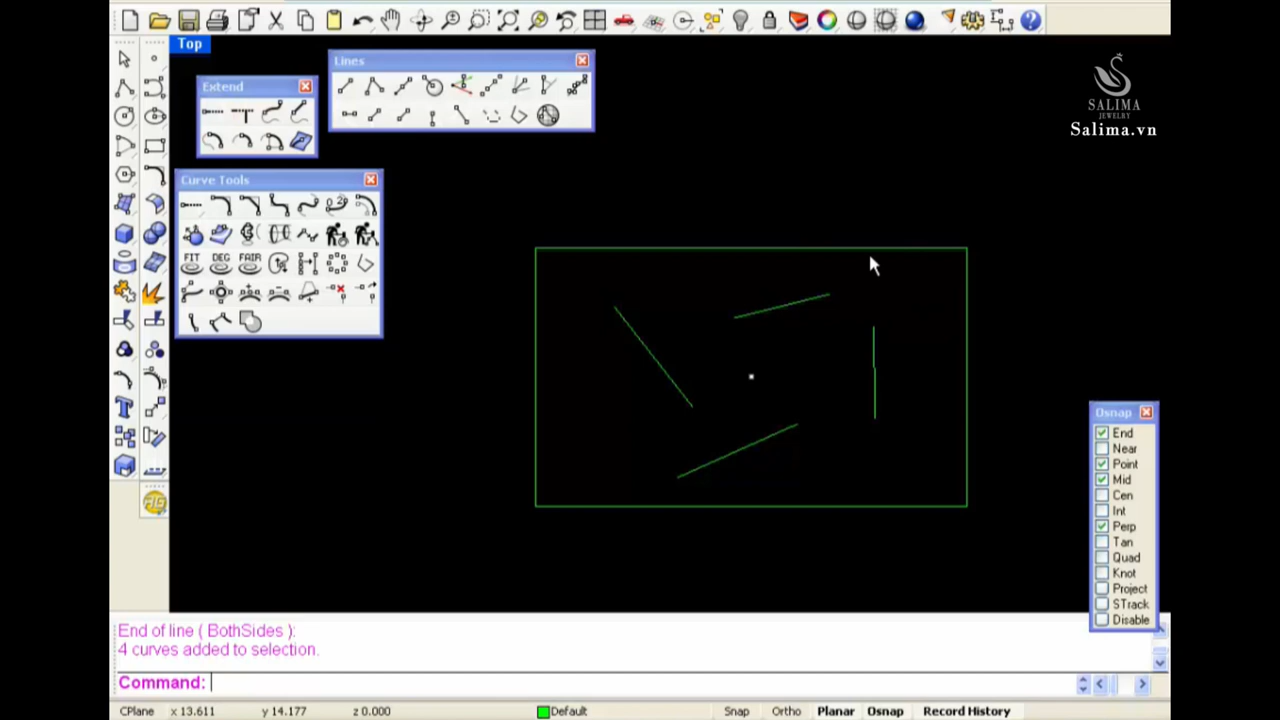 Top
Lines
Extend
Curve Tools
FIT DEG FAIR
SALIMA
JEWELRY
Salima.vn
Osnap
End
Near
Point
Mid
Cen
Int
Perp
Tan
Quad
Knot
Project
STrack
Disable
End of line ( BothSides ):
4 curves added to selection.
Command:
CPlane x 13.611 y 14.177 z 0.000 Default Snap Ortho Planar Osnap Record History